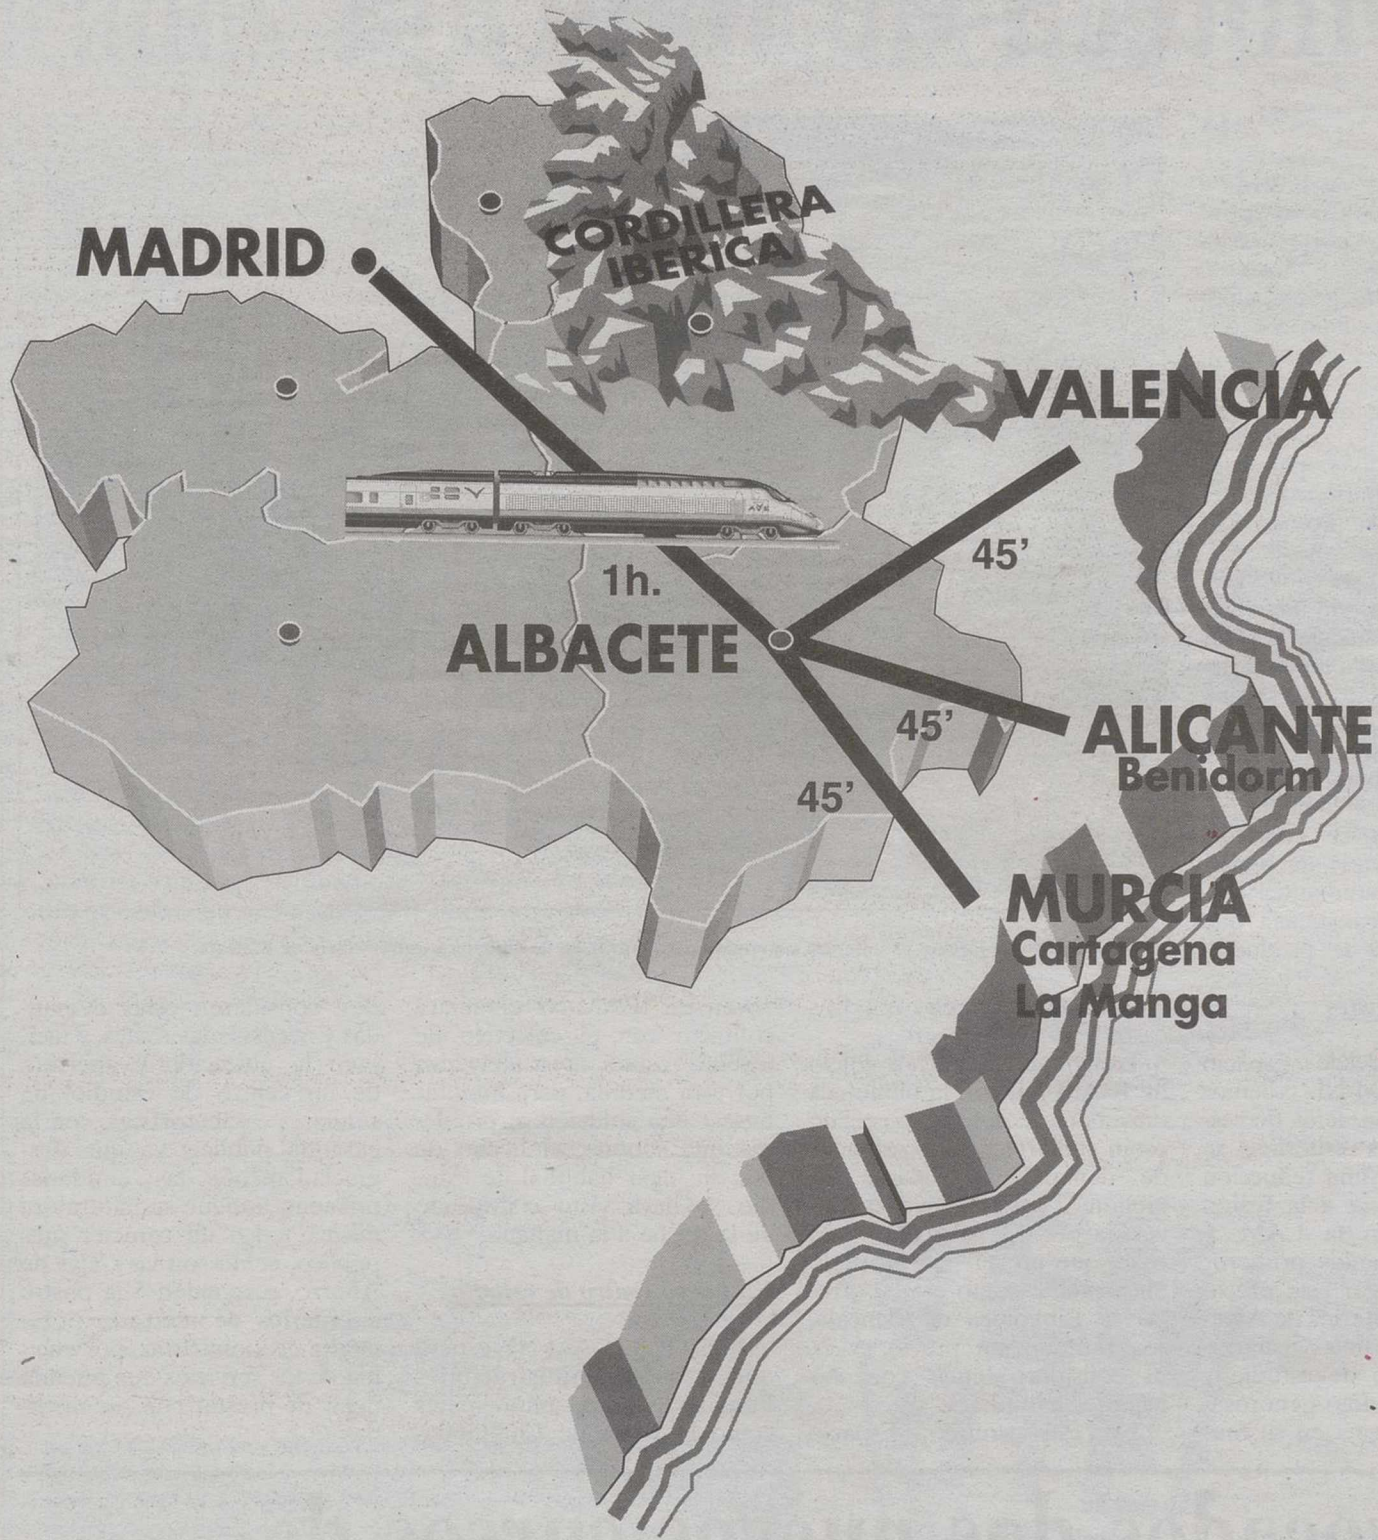 CORDILLERA
IBERICA
MADRID
VALENCIA
45’
1h.
ALBACETE
45’
ALICANTE
Benidorm
45’
MURCIA
Cartagena
La Manga